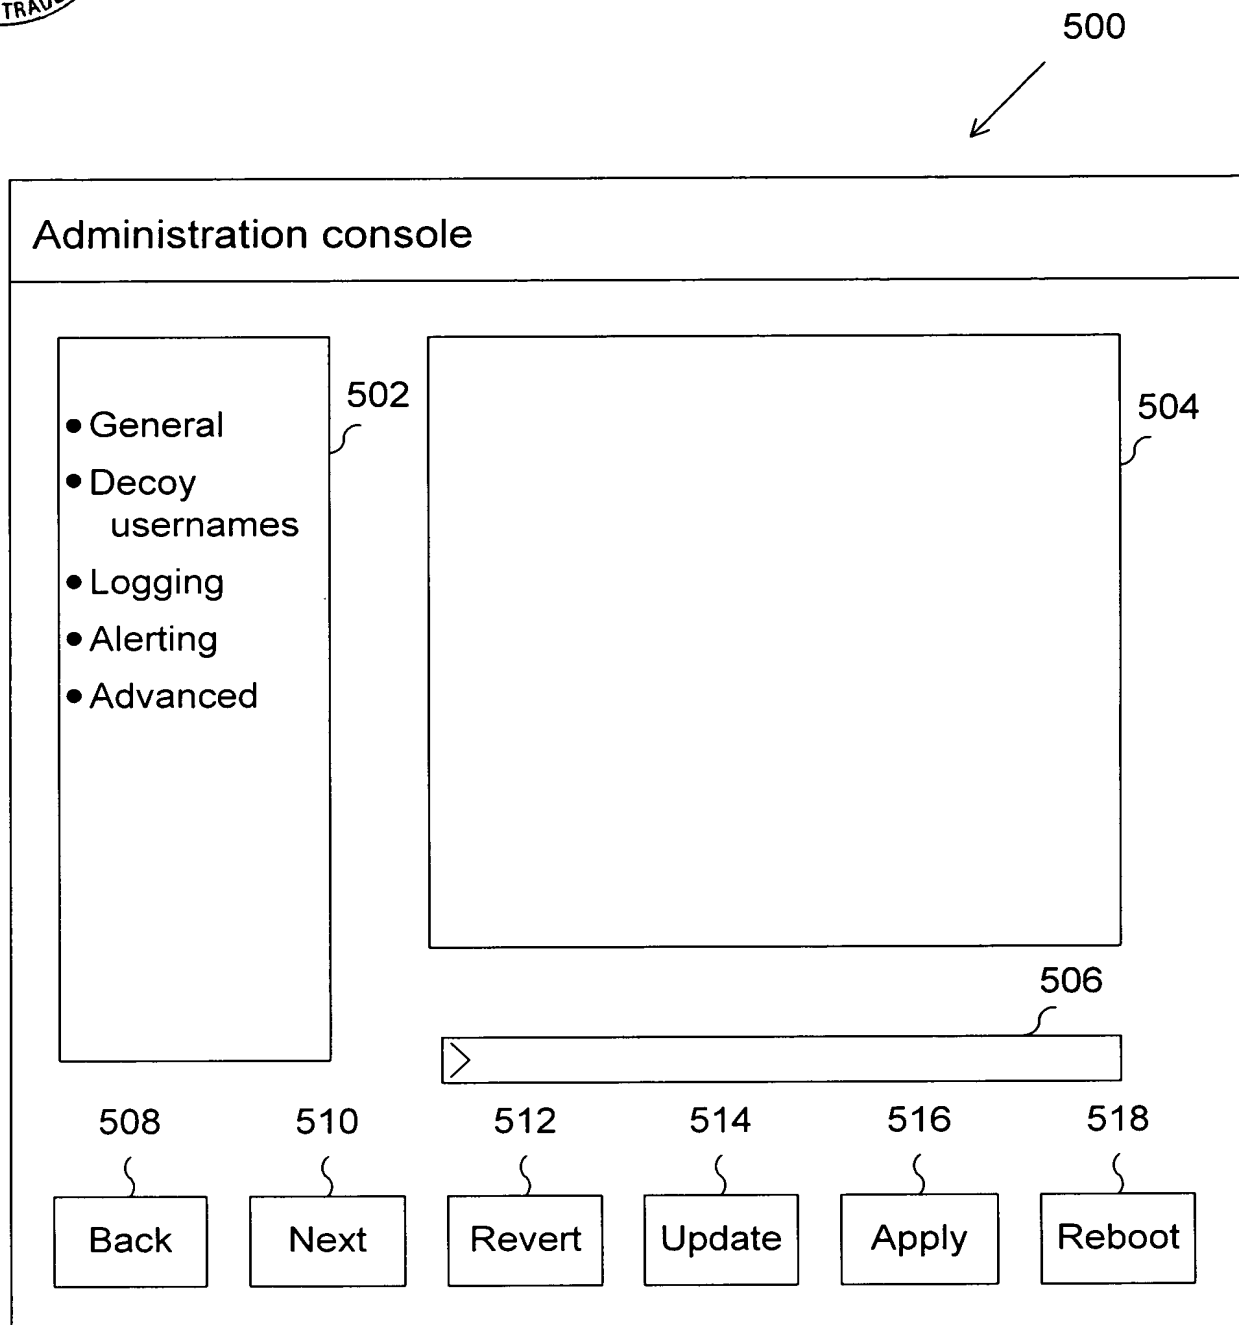 500
Administration console
502
504
• General
• Decoy
usernames
• Logging
• Alerting
• Advanced
506
508 510 512 514 516 518
Back Next Revert Update Apply Reboot